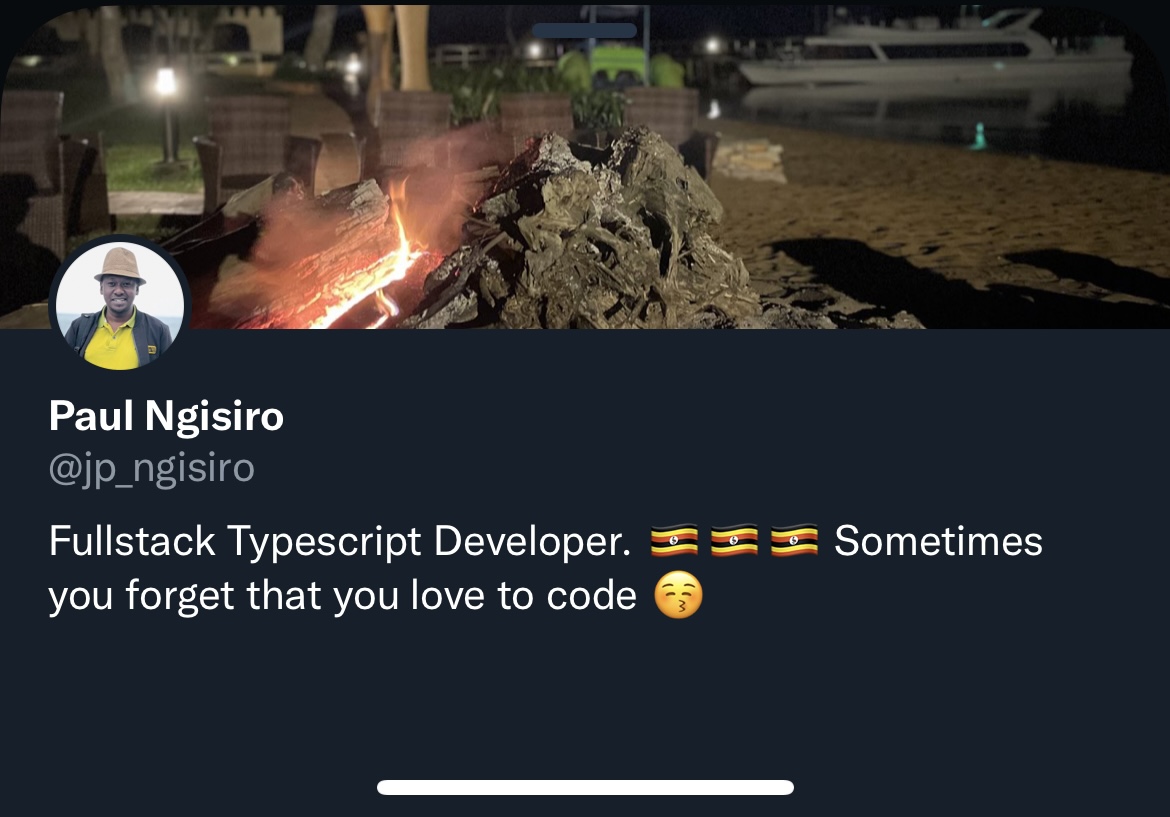 Paul Ngisiro
@jp_ngisiro
Fullstack Typescript Developer. 🇺🇬 🇺🇬 🇺🇬 Sometimes
you forget that you love to code 😚